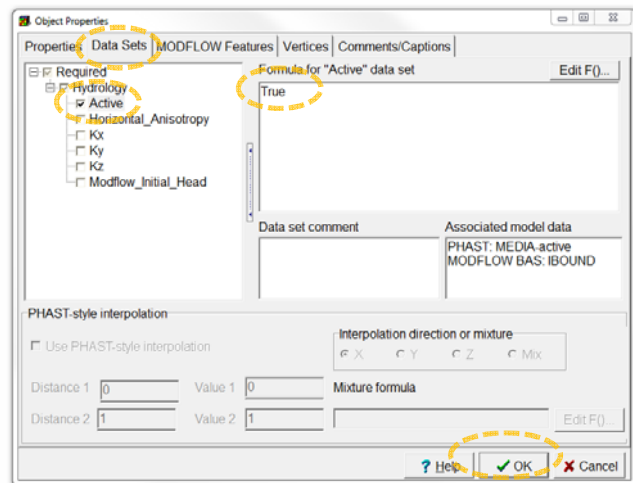 Object Properties
Properties Data Sets MODFLOW Features Vertices Comments/Captions
Required
Hydrology
Active
Horizontal_Anisotropy
Kx
Ky
Kz
Modflow_Initial_Head
Formula for "Active" data set Edit F()...
True
Data set comment
Associated model data
PHAST: MEDIA-active
MODFLOW BAS: IBOUND
PHAST-style interpolation
Use PHAST-style interpolation
Interpolation direction or mixture
X Y Z Mix
Distance 1 0 Value 1 0 Mixture formula
Distance 2 1 Value 2 1 Edit F()...
? Help OK Cancel